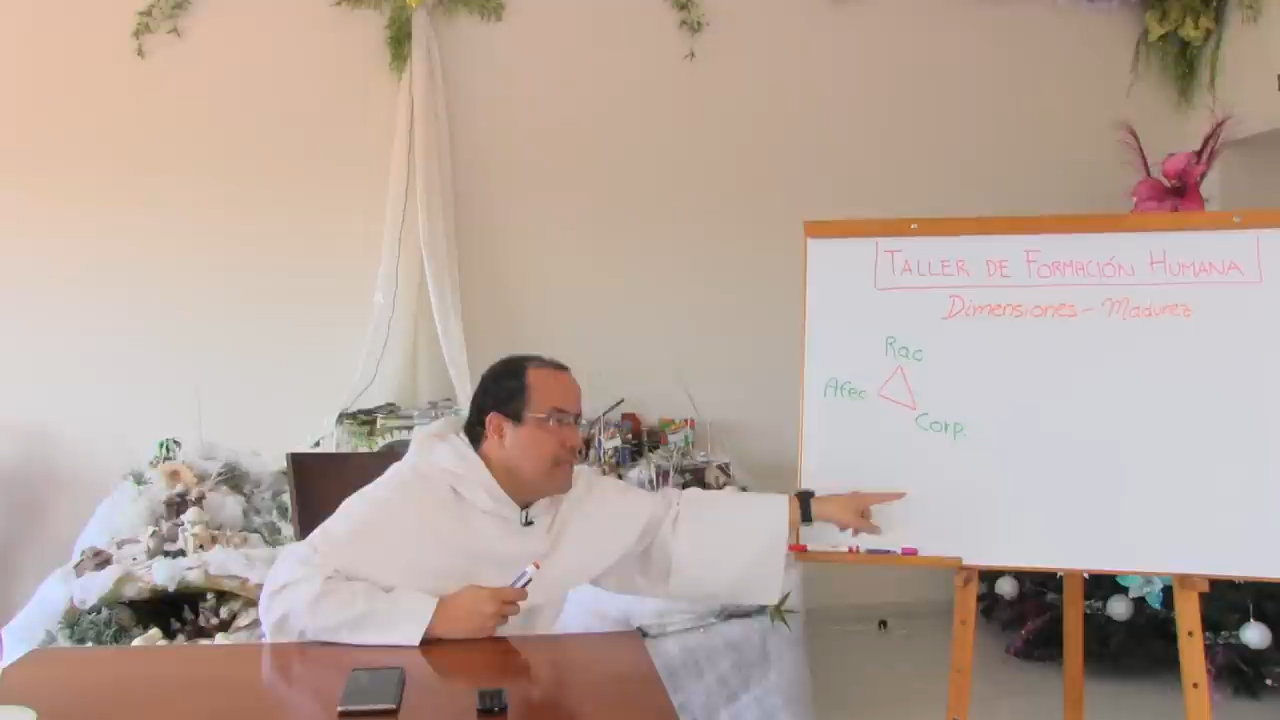 TALLER DE FORMACIÓN HUMANA
Dimensiones - Madurez
Rac
Afec
Corp.